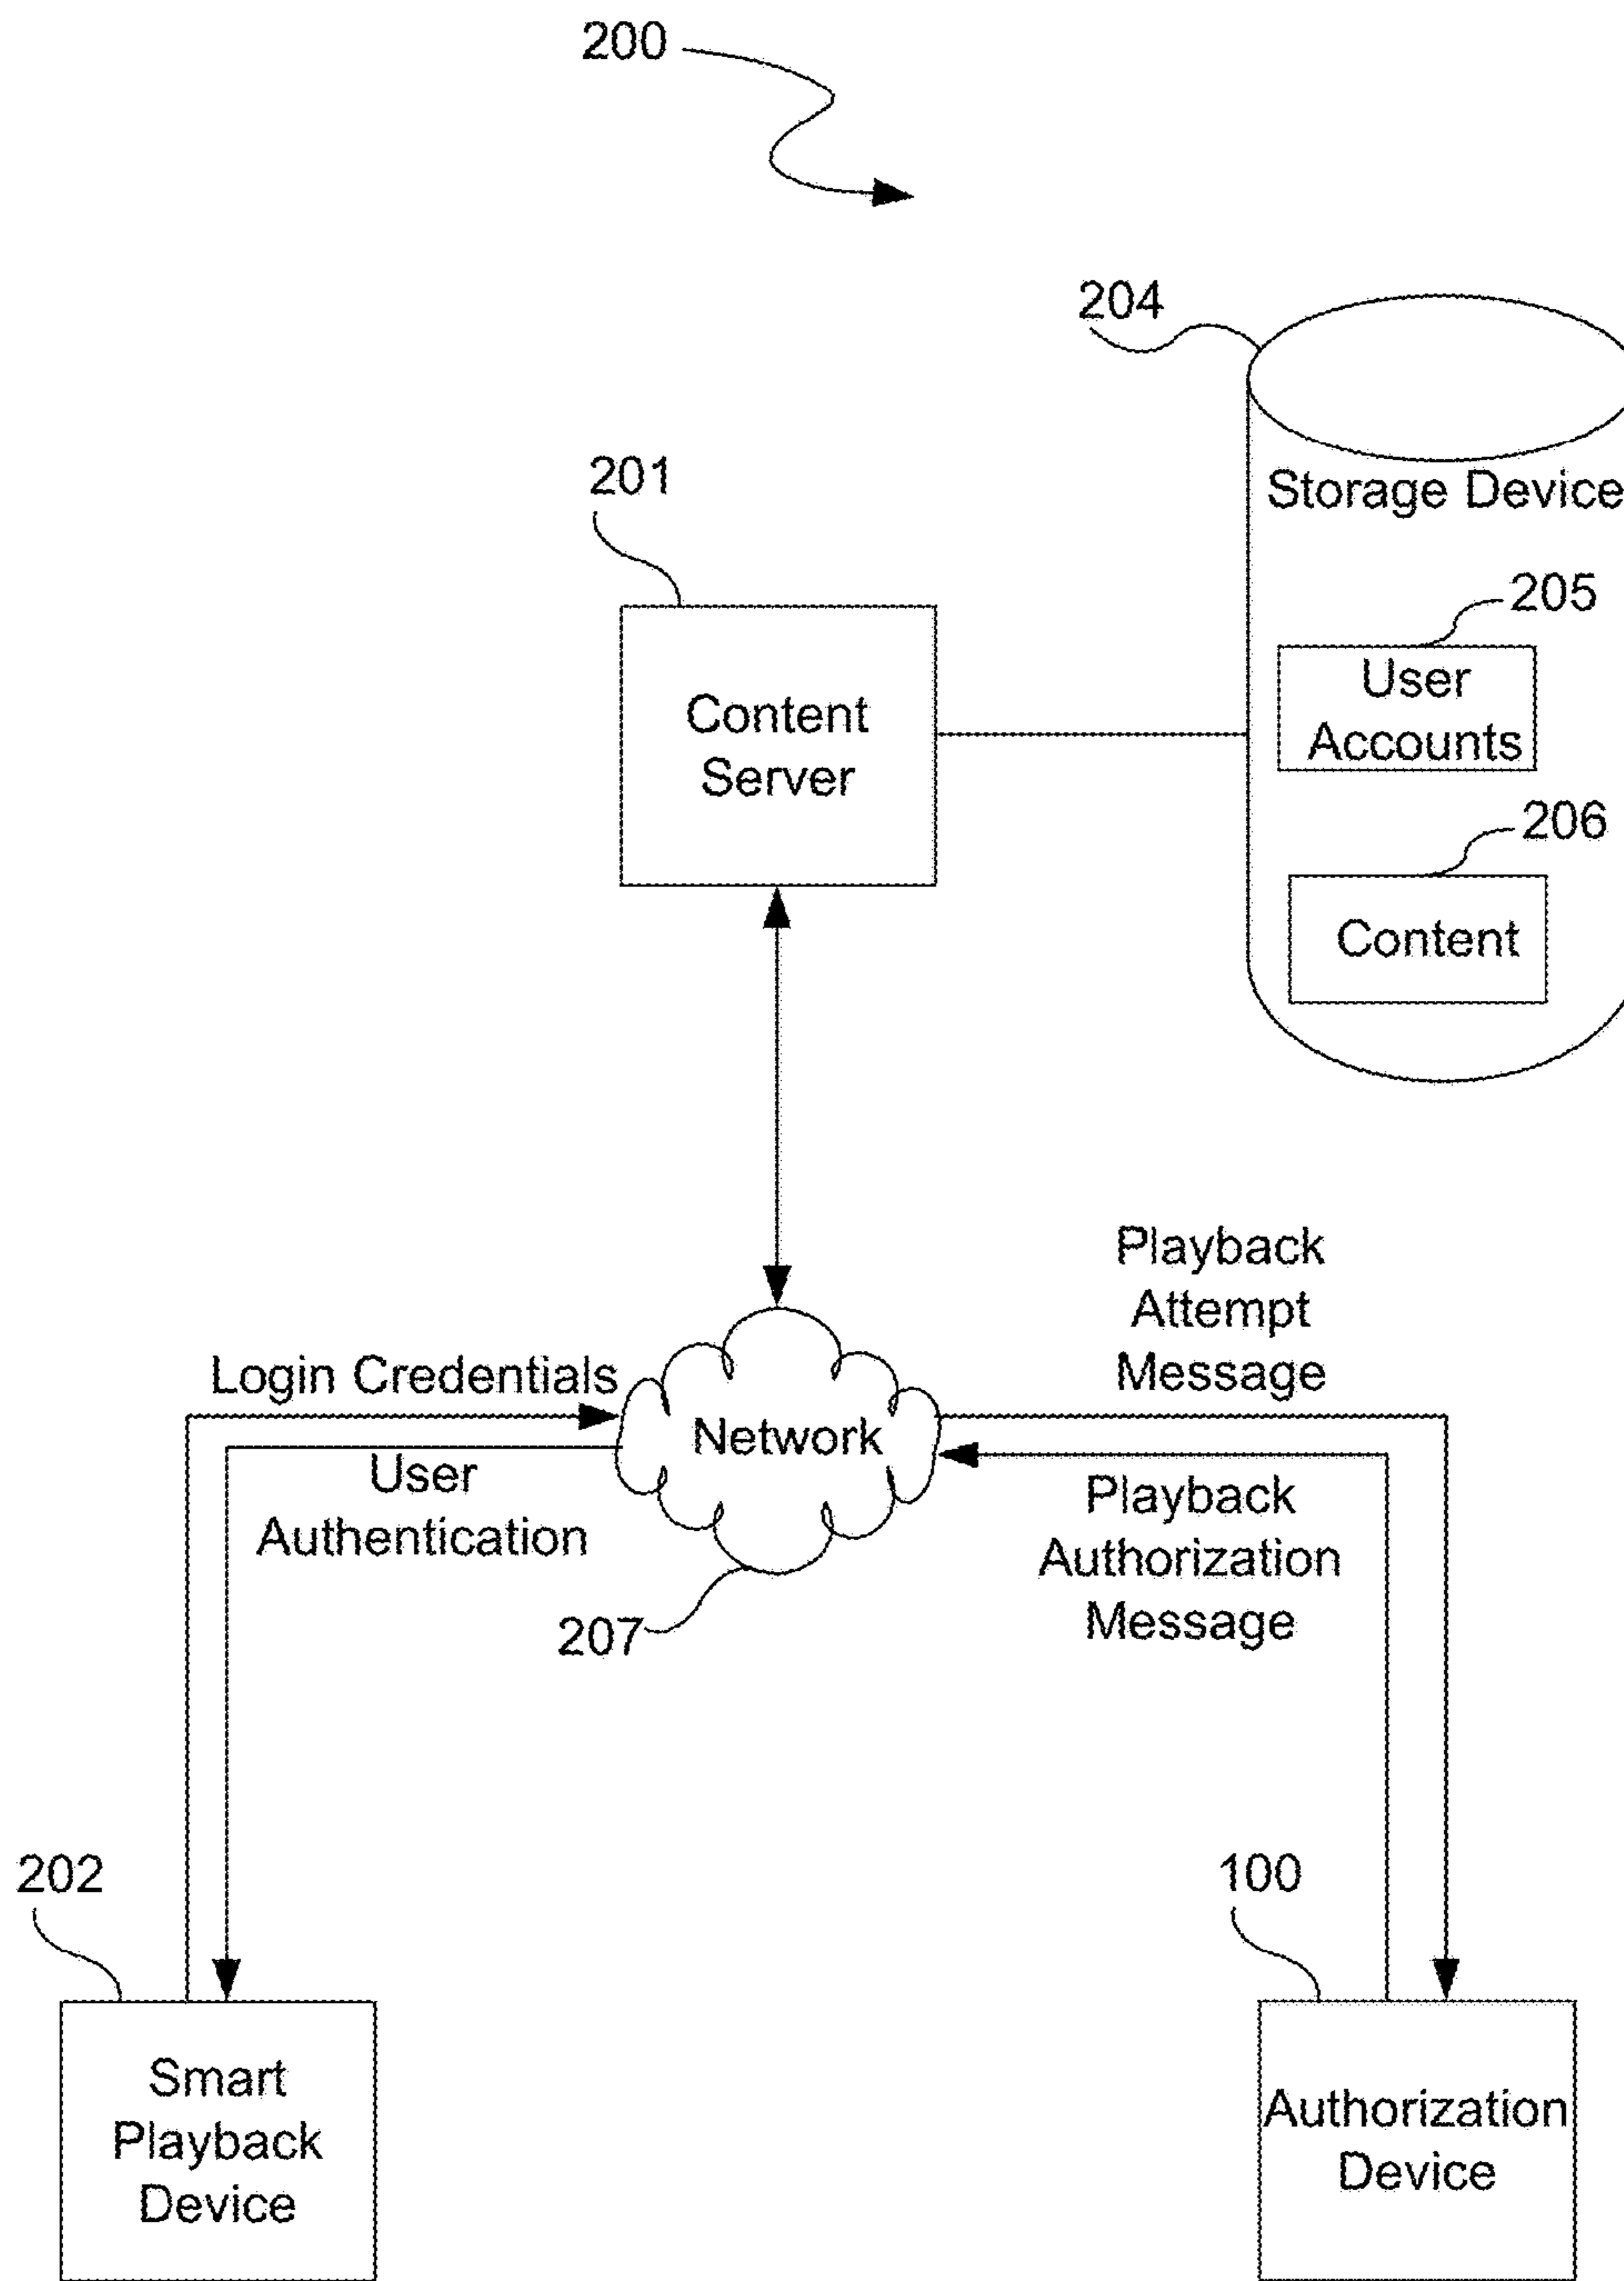 200
204
Storage Device
201
205
User
Accounts
Content
Server
206
Content
Playback
Attempt
Message
Login Credentials
Network
User
Authentication
Playback
Authorization
Message
207
202
100
Smart
Playback
Device
Authorization
Device